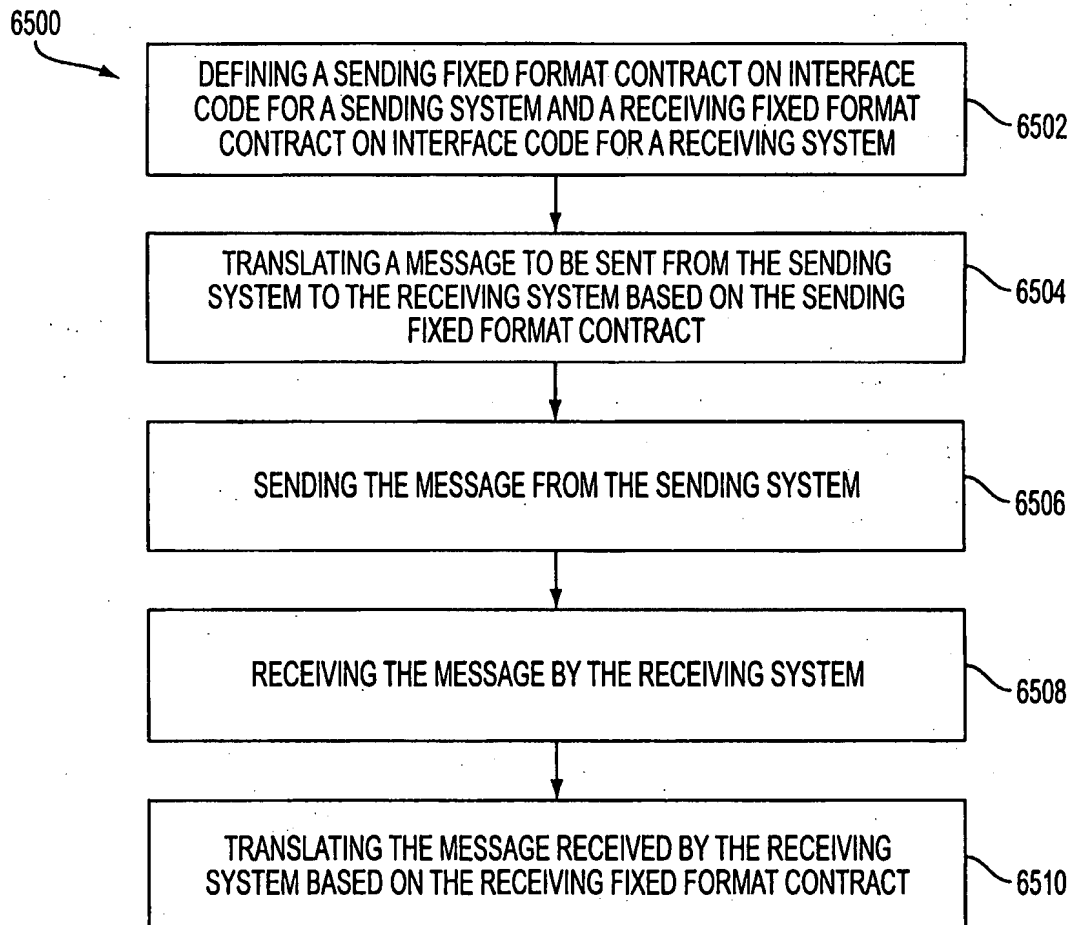 6500
DEFINING A SENDING FIXED FORMAT CONTRACT ON INTERFACE
CODE FOR A SENDING SYSTEM AND A RECEIVING FIXED FORMAT
CONTRACT ON INTERFACE CODE FOR A RECEIVING SYSTEM
6502
TRANSLATING A MESSAGE TO BE SENT FROM THE SENDING
SYSTEM TO THE RECEIVING SYSTEM BASED ON THE SENDING
FIXED FORMAT CONTRACT
6504
SENDING THE MESSAGE FROM THE SENDING SYSTEM
6506
RECEIVING THE MESSAGE BY THE RECEIVING SYSTEM
6508
TRANSLATING THE MESSAGE RECEIVED BY THE RECEIVING
SYSTEM BASED ON THE RECEIVING FIXED FORMAT CONTRACT
6510